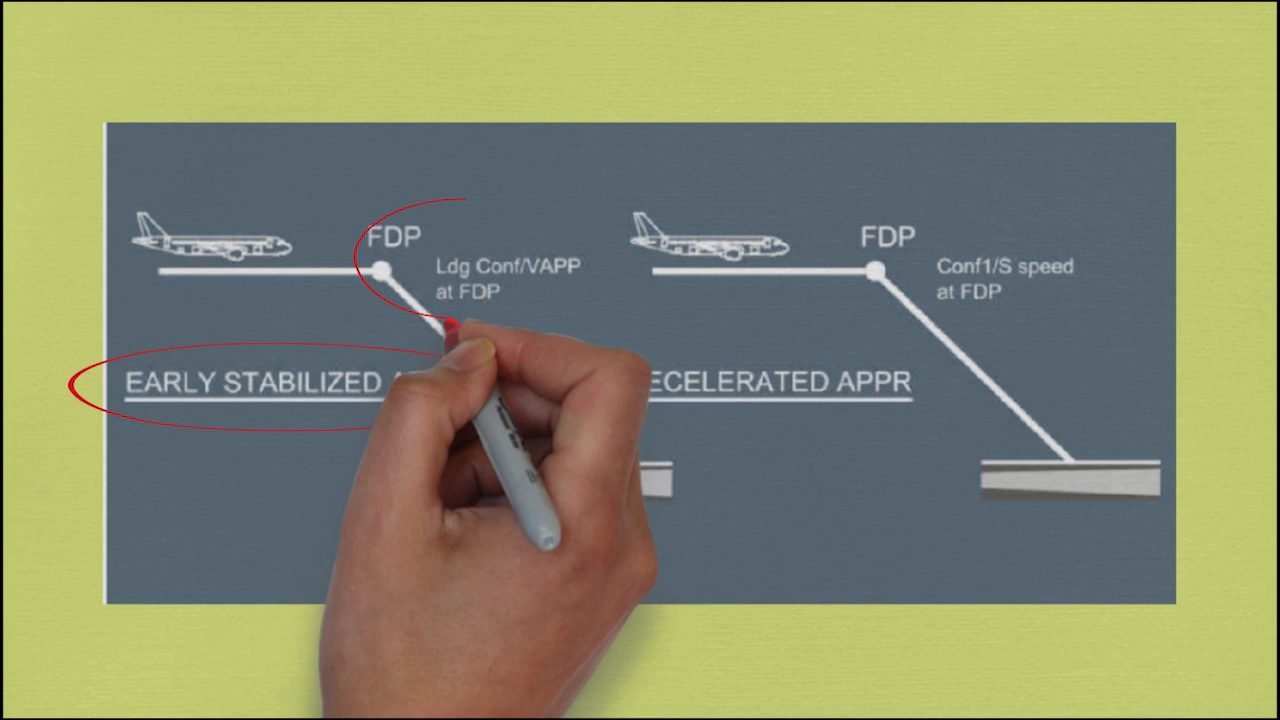 FDP
Ldg Conf/VAPP
at FDP
EARLY STABILIZED
FDP
Conf1/S speed
at FDP
ECELERATED APPR